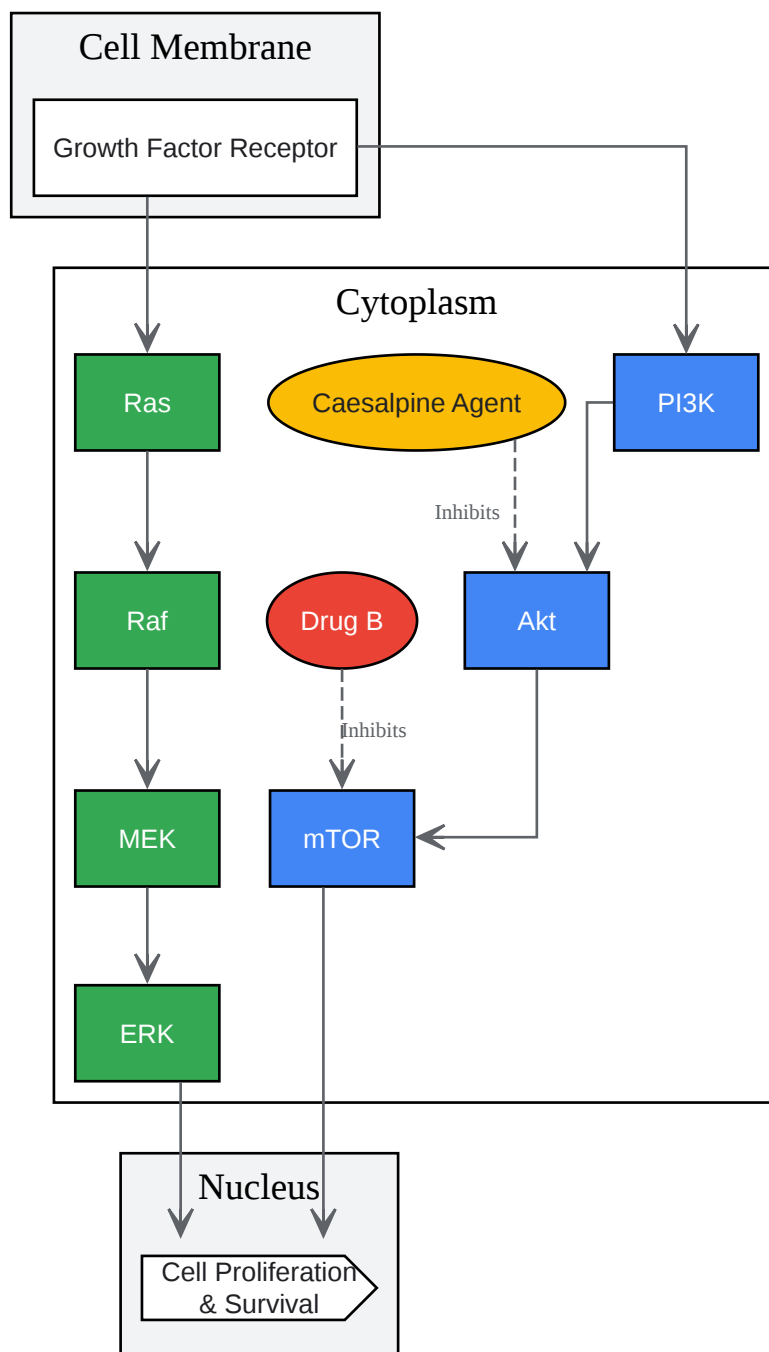 Cell Membrane
Growth Factor Receptor
Cytoplasm
Ras
Caesalpine Agent
PI3K
Inhibits
Raf
Drug B
Akt
Inhibits
MEK
mTOR
ERK
Nucleus
Cell Proliferation
& Survival